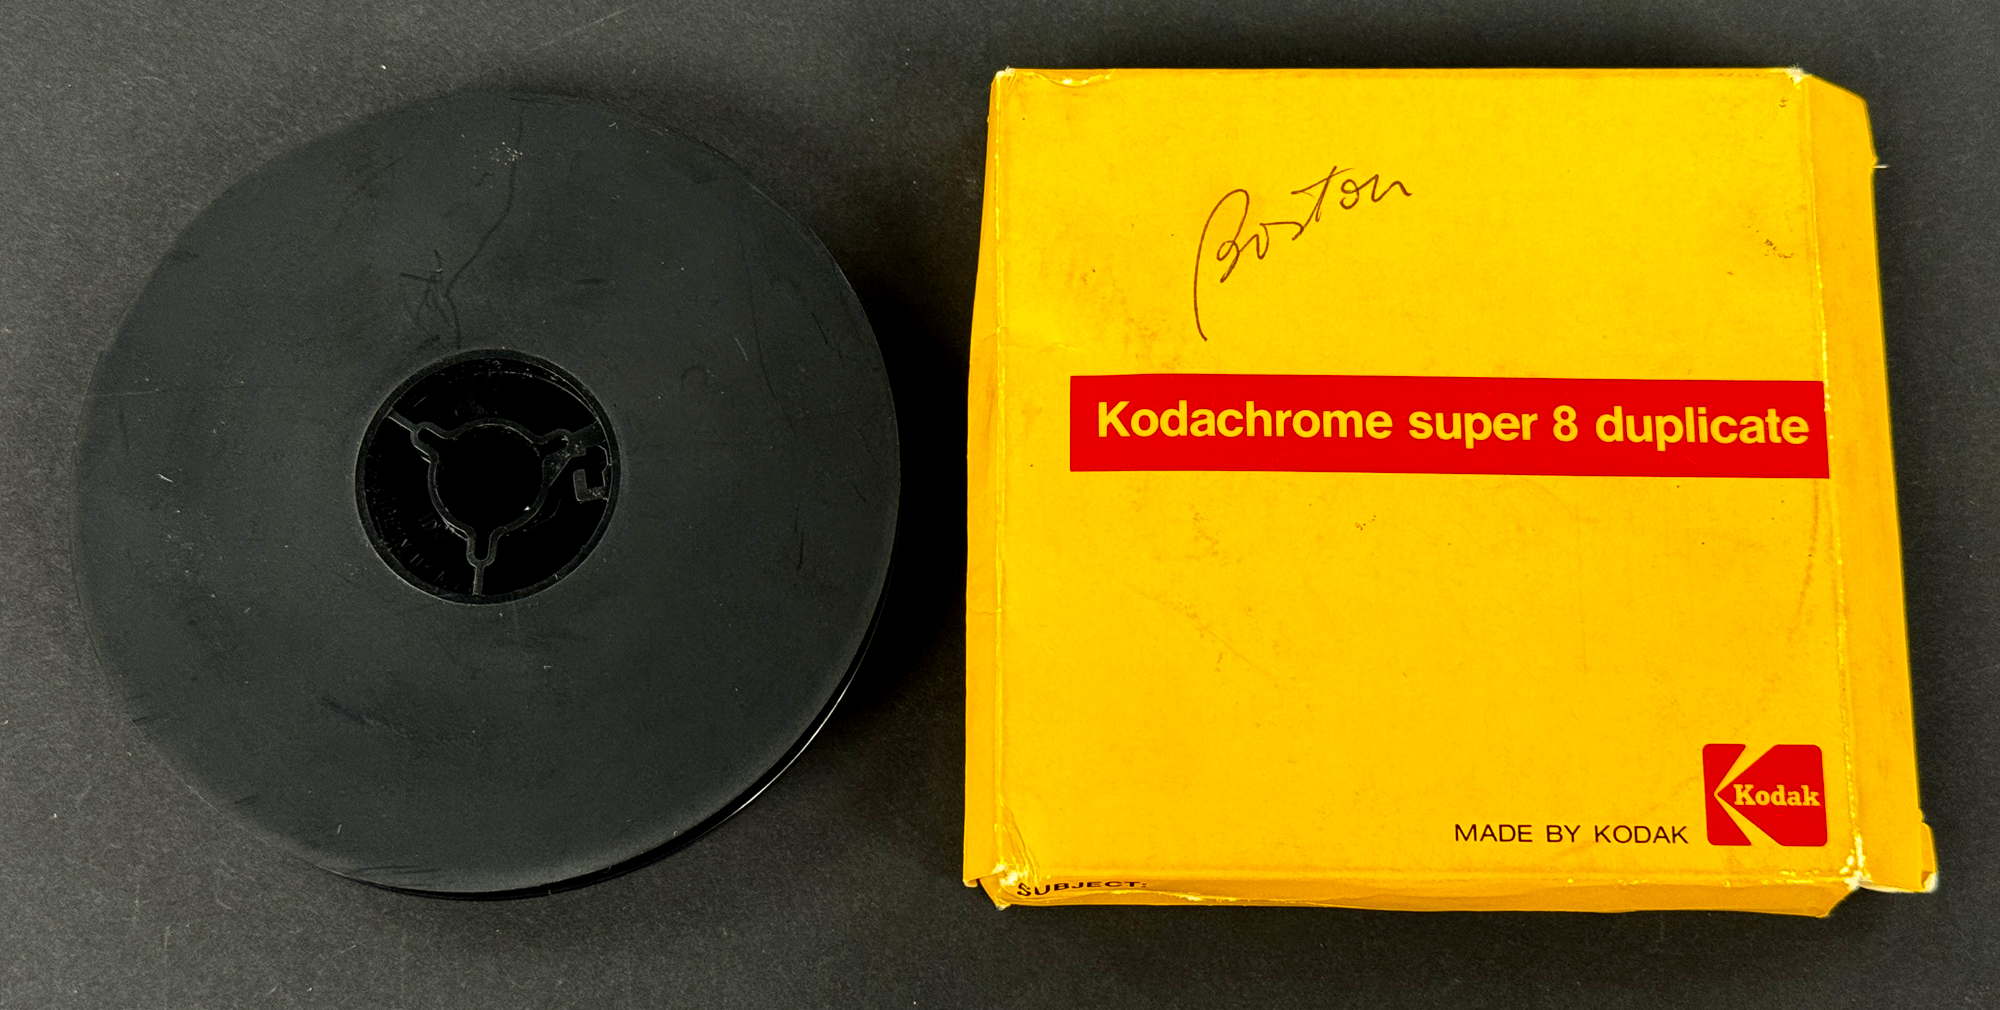 Boston
Kodachrome super 8 duplicate
Kodak
MADE BY KODAK
SUBJECT: